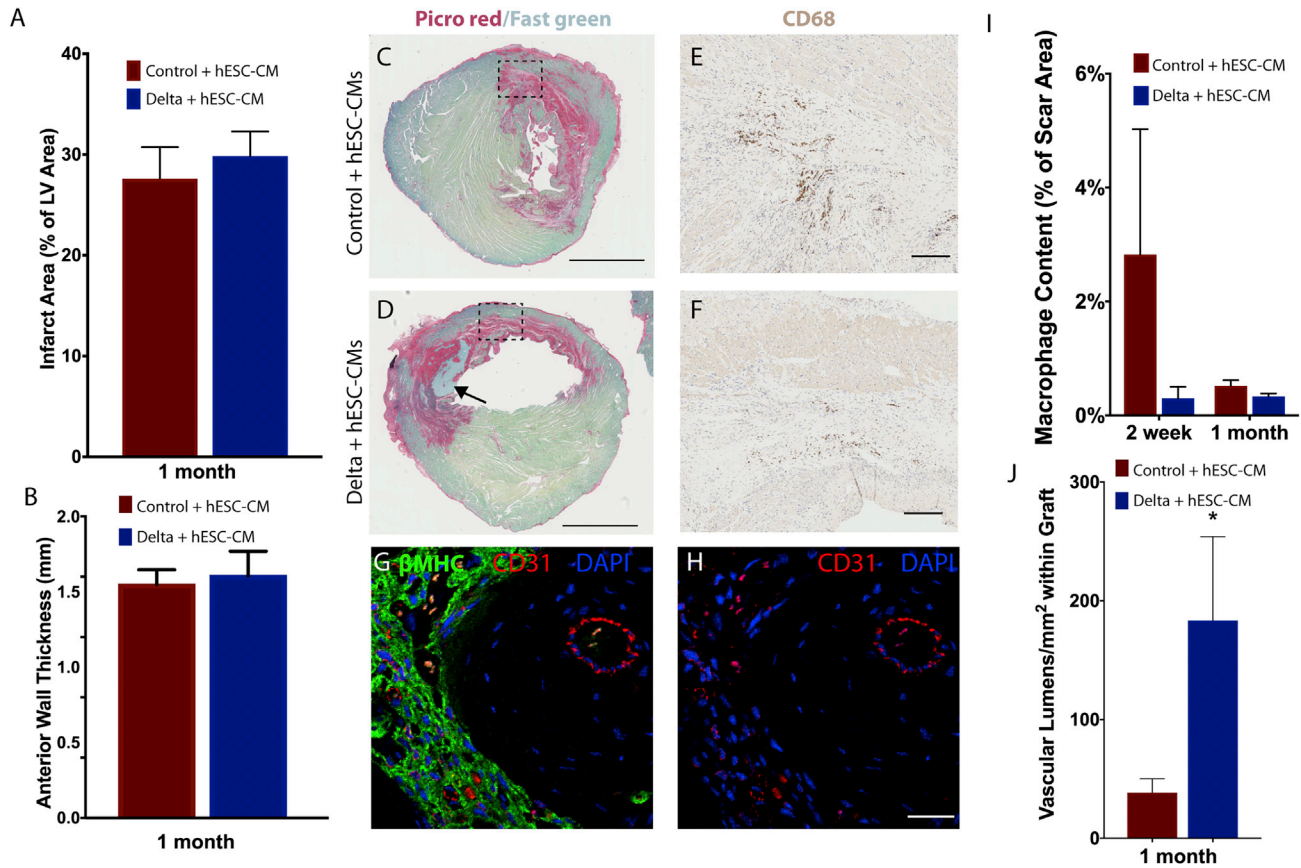 A
40
30
20
10
0
Infarct Area (% of LV Area)
Control + hESC-CM
Delta + hESC-CM
1 month
B
2.0
1.5
1.0
0.5
0.0
Anterior Wall Thickness (mm)
Control + hESC-CM
Delta + hESC-CM
1 month
Picro red/Fast green
CD68
Control + hESC-CMs
C
E
Delta + hESC-CMs
D
F
G βMHC CD31 DAPI
H CD31 DAPI
I
6%
4%
2%
0%
Macrophage Content (% of Scar Area)
Control + hESC-CM
Delta + hESC-CM
2 week 1 month
J
300
200
100
0
Vascular Lumens/mm² within Graft
Control + hESC-CM
Delta + hESC-CM
*
1 month